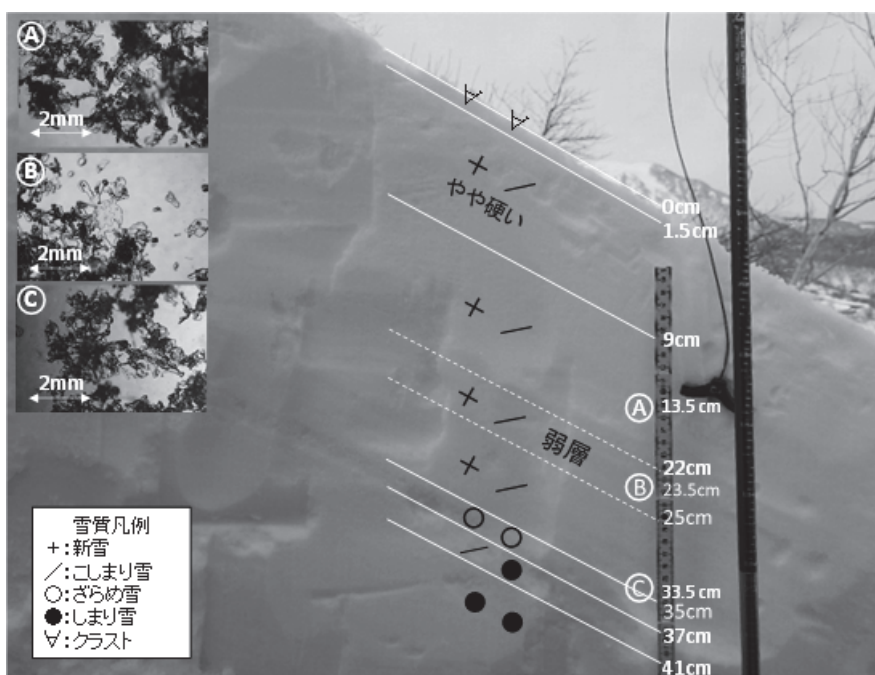 A
2mm
B
2mm
C
2mm
やや硬い
弱層
0cm
1.5cm
9cm
A 13.5cm
22cm
B 23.5cm
25cm
C 33.5cm
35cm
37cm
41cm
雪質凡例
+:新雪
/:こしまり雪
○:ざらめ雪
●:しまり雪
∀:クラスト